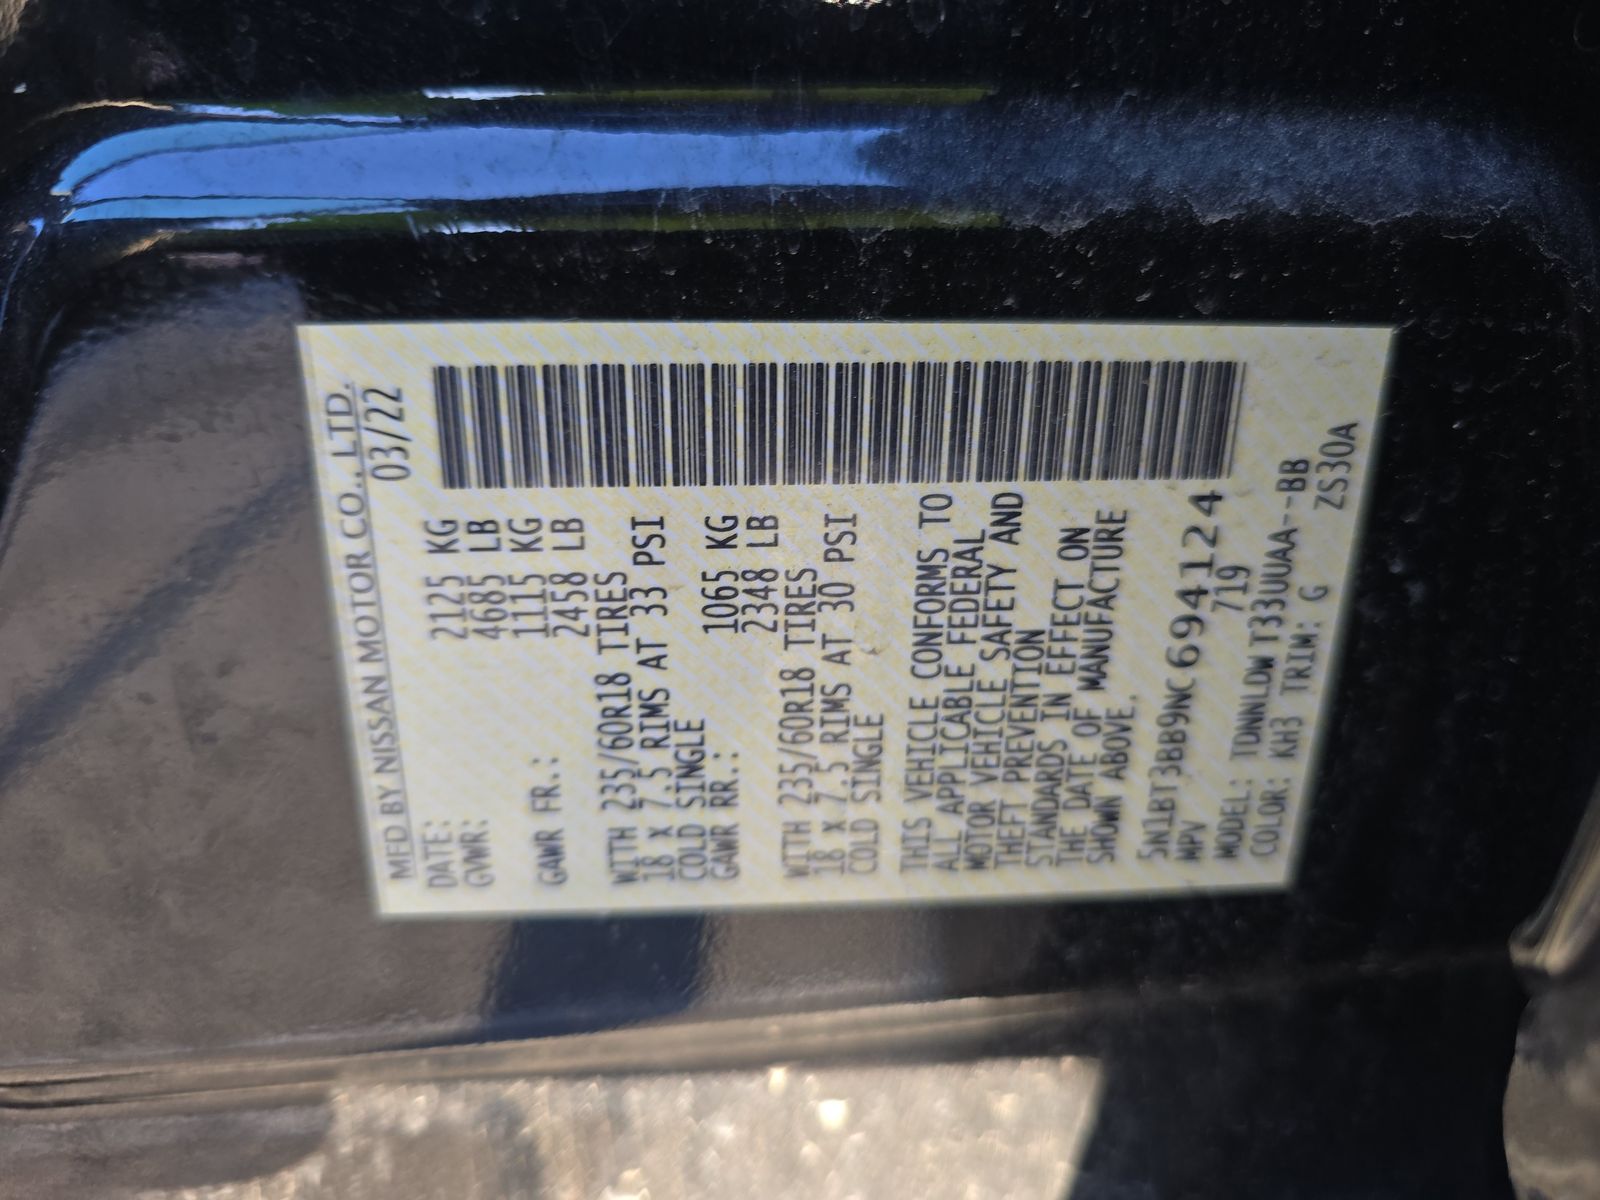 MFD BY NISSAN MOTOR CO., LTD.
DATE: 03/22
GVWR: 2125 KG
4685 LB
GAWR FR.: 1115 KG
2458 LB
WITH 235/60R18 TIRES
18 X 7.5 RIMS AT 33 PSI
COLD SINGLE
GAWR RR.: 1065 KG
2348 LB
WITH 235/60R18 TIRES
18 X 7.5 RIMS AT 30 PSI
COLD SINGLE
THIS VEHICLE CONFORMS TO
ALL APPLICABLE FEDERAL
MOTOR VEHICLE SAFETY AND
THEFT PREVENTION
STANDARDS IN EFFECT ON
THE DATE OF MANUFACTURE
SHOWN ABOVE.
5N1BT3BB9NC694124
MPV 719
MODEL: TDNNLDW T33UUAA--BB
COLOR: KH3 TRIM: G ZS30A